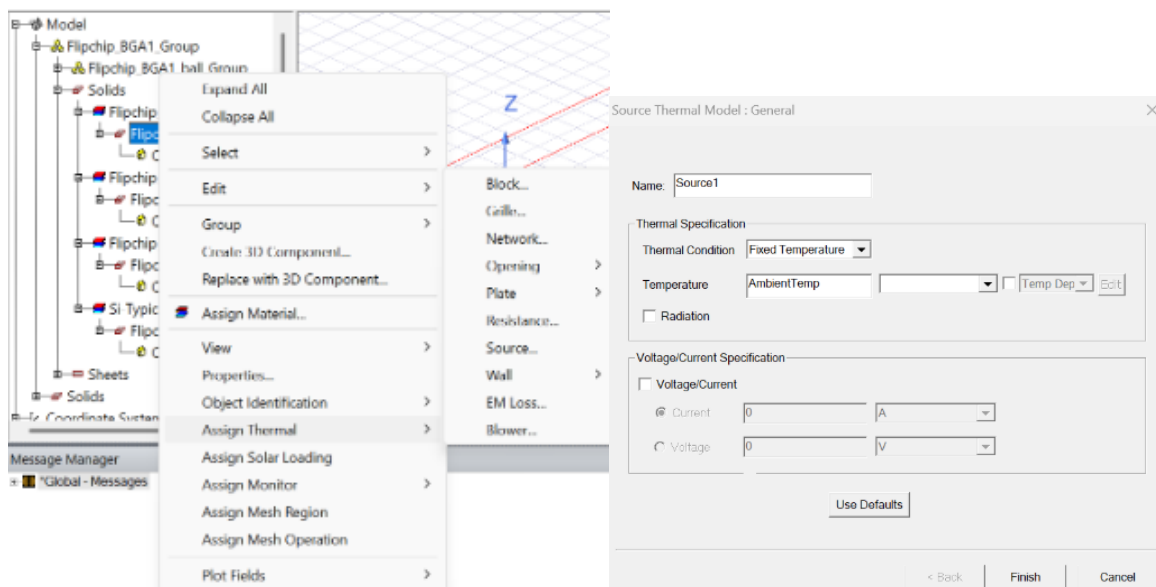 Model
Flipchip_BGA1_Group
Flipchip_BGA1_ball_Group
Solids
Flipchip
Flipc
C
Flipchip
Flipc
C
Flipchip
Flipc
C
Si Typic
Flipc
C
Sheets
Solids
Coordinate System
Message Manager
*Global - Messages
Expand All
Collapse All
Select
Edit
Group
Create 3D Component...
Replace with 3D Component...
Assign Material...
View
Properties...
Object Identification
Assign Thermal
Assign Solar Loading
Assign Monitor
Assign Mesh Region
Assign Mesh Operation
Plot Fields
Z
Block...
Grille...
Network...
Opening
Plate
Resistance...
Source...
Wall
EM Loss...
Blower...
Source Thermal Model : General
Name: Source1
Thermal Specification
Thermal Condition Fixed Temperature
Temperature AmbientTemp Temp Dep Edit
Radiation
Voltage/Current Specification
Voltage/Current
Current 0 A
Voltage 0 V
Use Defaults
< Back Finish Cancel